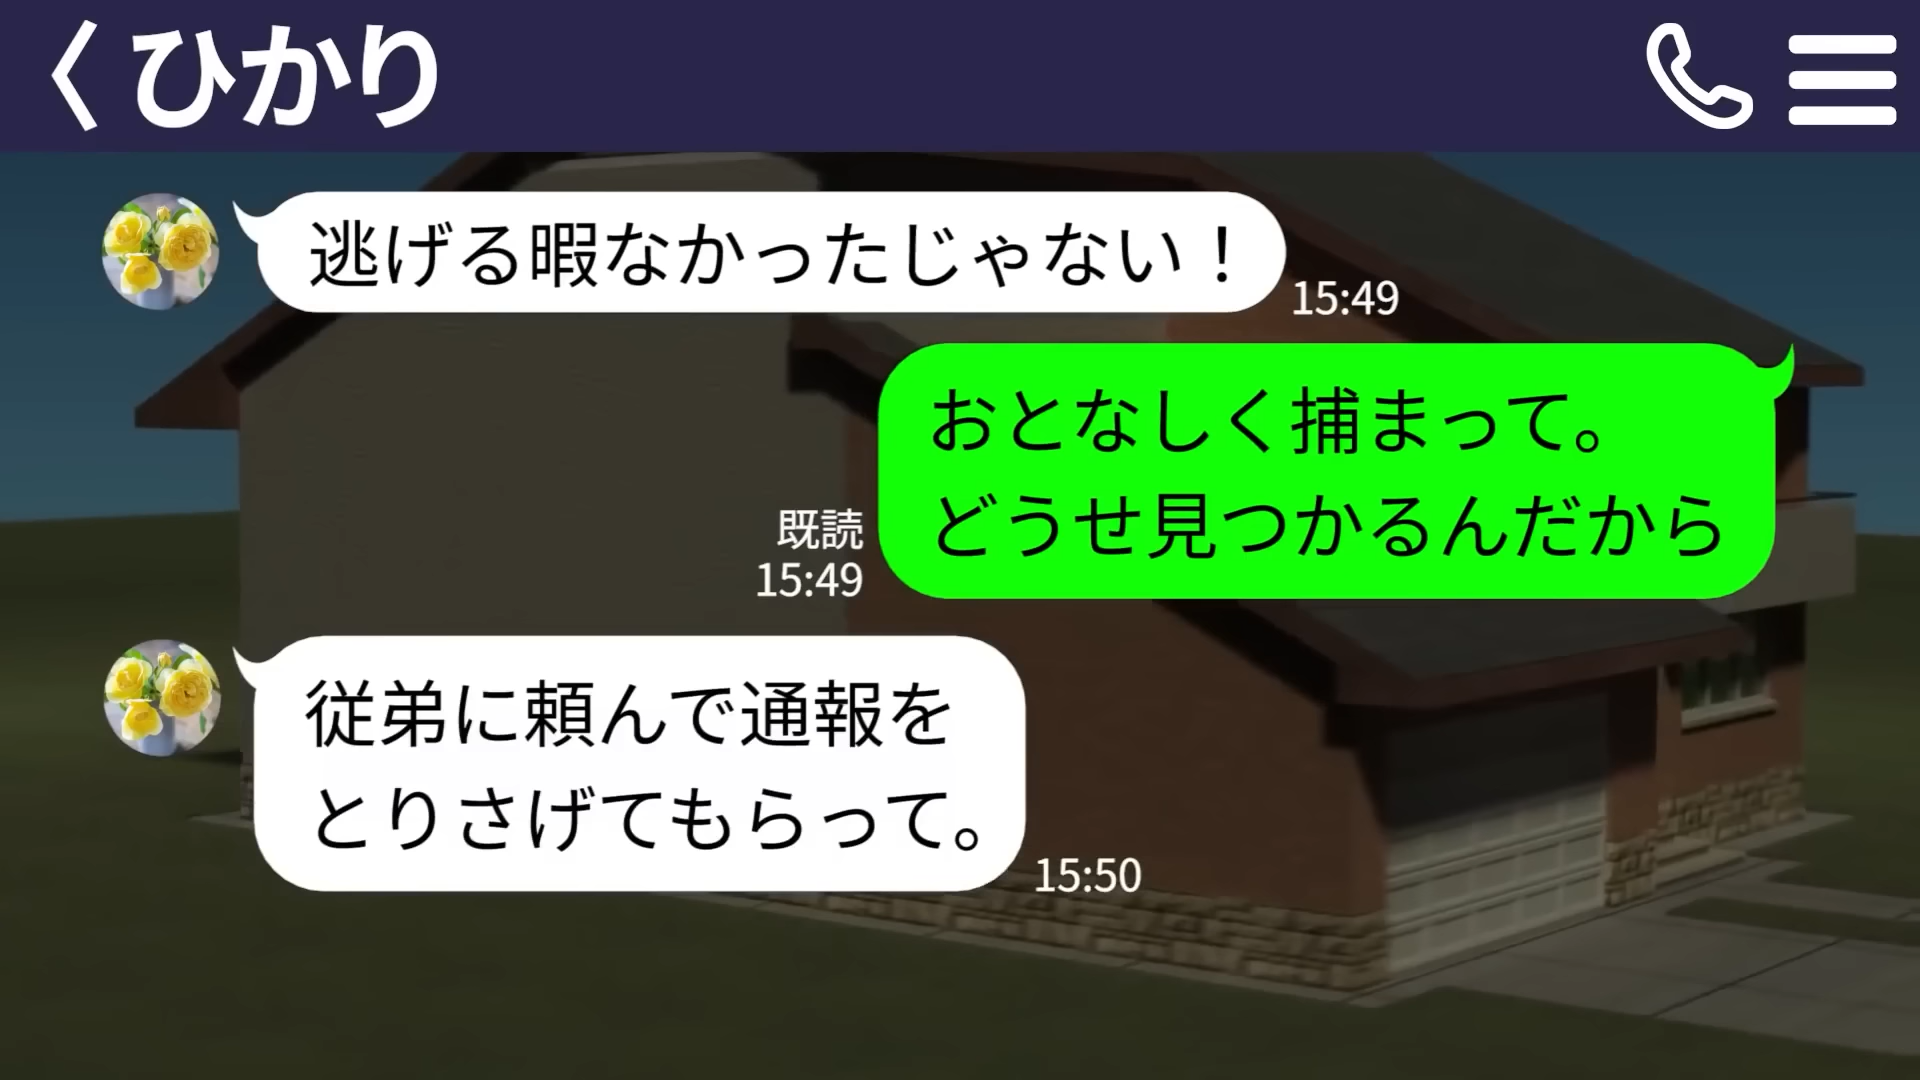 ひかり
逃げる暇なかったじゃない！
15:49
おとなしく捕まって。
どうせ見つかるんだから
既読
15:49
従弟に頼んで通報を
とりさげてもらって。
15:50